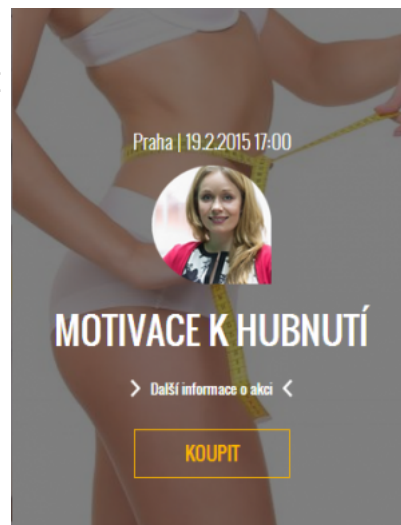 Praha | 19.2.2015 17:00
MOTIVACE K HUBNUTÍ
Další informace o akci
KOUPIT